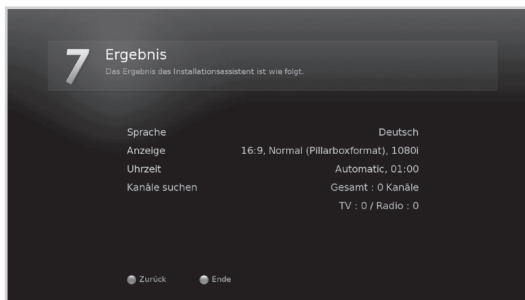 7 Ergebnis
Das Ergebnis des Installationsassistent ist wie folgt.
Sprache Deutsch
Anzeige 16:9, Normal (Pillarboxformat), 1080i
Uhrzeit Automatic, 01:00
Kanäle suchen Gesamt : 0 Kanäle
TV : 0 / Radio : 0
Zurück Ende